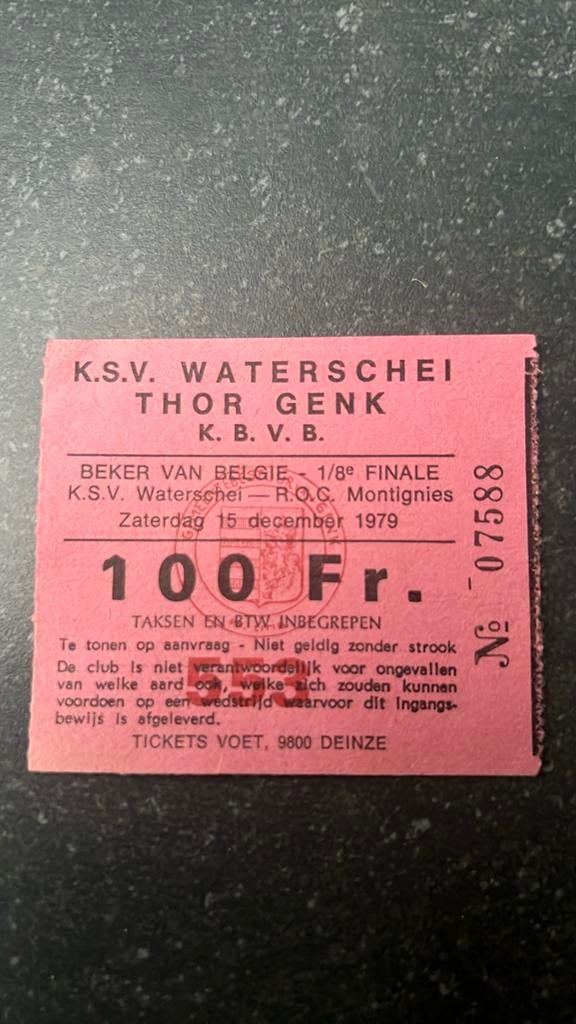 K.S.V. WATERSCHEI
THOR GENK
K. B. V. B.
BEKER VAN BELGIE - 1/8e FINALE
K.S.V. Waterschei — R.O.C. Montignies
Zaterdag 15 december 1979
100 Fr.
TAKSEN EN BTW INBEGREPEN
Te tonen op aanvraag - Niet geldig zonder strook
De club is niet verantwoordelijk voor ongevallen
van welke aard ook, welke zich zouden kunnen
voordoen op een wedstrijd waarvoor dit ingangs-
bewijs is afgeleverd.
TICKETS VOET, 9800 DEINZE
553
№ 07588